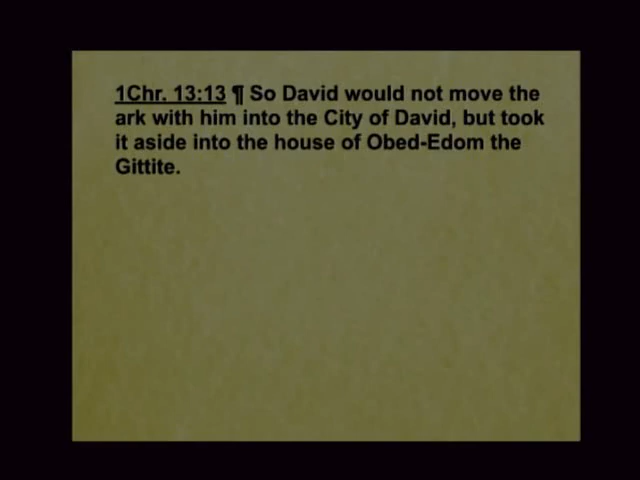 1Chr. 13:13 ¶ So David would not move the
ark with him into the City of David, but took
it aside into the house of Obed-Edom the
Gittite.